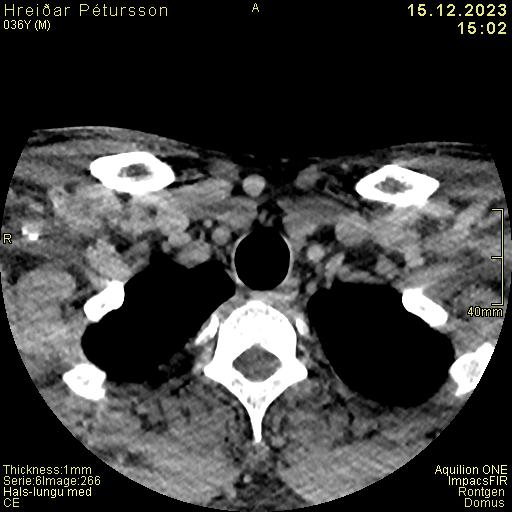 Hreiðar Pétursson
036Y (M)
A
15.12.2023
15:02
R
40mm
Thickness:1mm
Serie:6Image:266
Hals-lungu med
CE
Aquilion ONE
ImpacsFIR
Rontgen
Domus